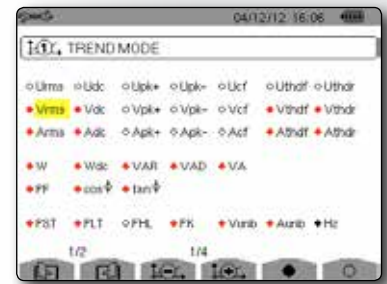 04/12/12 16:06
TREND MODE
Urms Udc Upk+ Upk- Ucf Uthdf Uthdr
Vrms Vdc Vpk+ Vpk- Vcf Vthdf Vthdr
Arms Adc Apk+ Apk- Acf Athdf Athdr
W Wdc VAR VAD VA
PF cosϕ tanϕ
PST PLT FHL FK Vunb Aunb Hz
1/2 1/4